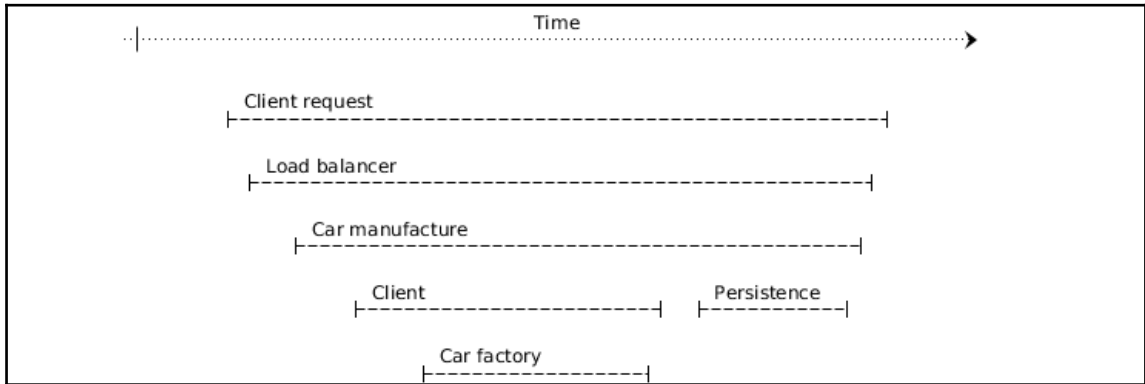 Time
Client request
Load balancer
Car manufacture
Client
Persistence
Car factory